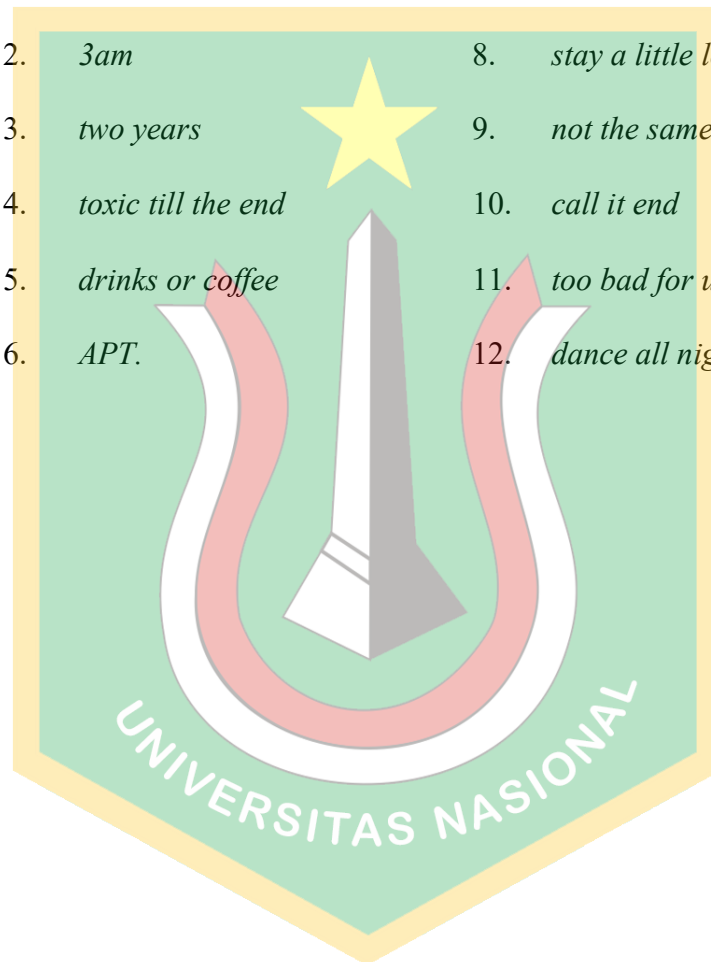 2. 3am
3. two years
4. toxic till the end
5. drinks or coffee
6. APT.
8. stay a little
9. not the same
10. call it end
11. too bad for
12. dance all
UNIVERSITAS NASIONAL